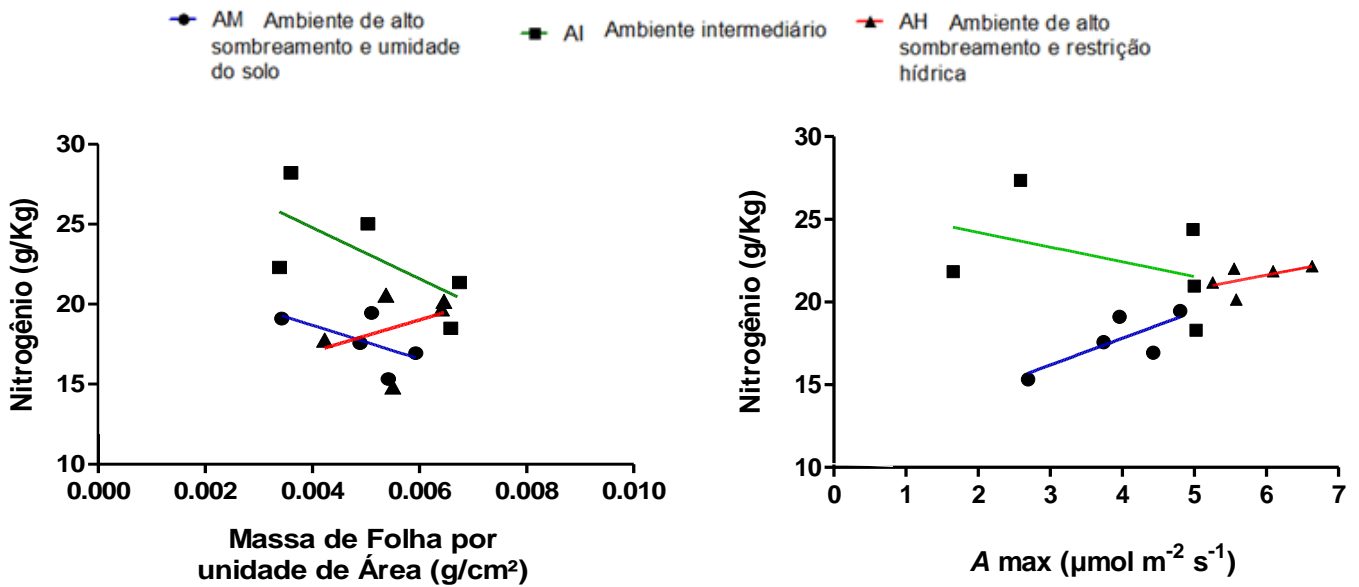 AM Ambiente de alto
sombreamento e umidade
do solo
AI Ambiente intermediário
AH Ambiente de alto
sombreamento e restrição
hídrica
Nitrogênio (g/Kg)
30
25
20
15
10
0.000 0.002 0.004 0.006 0.008 0.010
Massa de Folha por
unidade de Área (g/cm²)
Nitrogênio (g/Kg)
30
25
20
15
10
0 1 2 3 4 5 6 7
A max (µmol m⁻² s⁻¹)